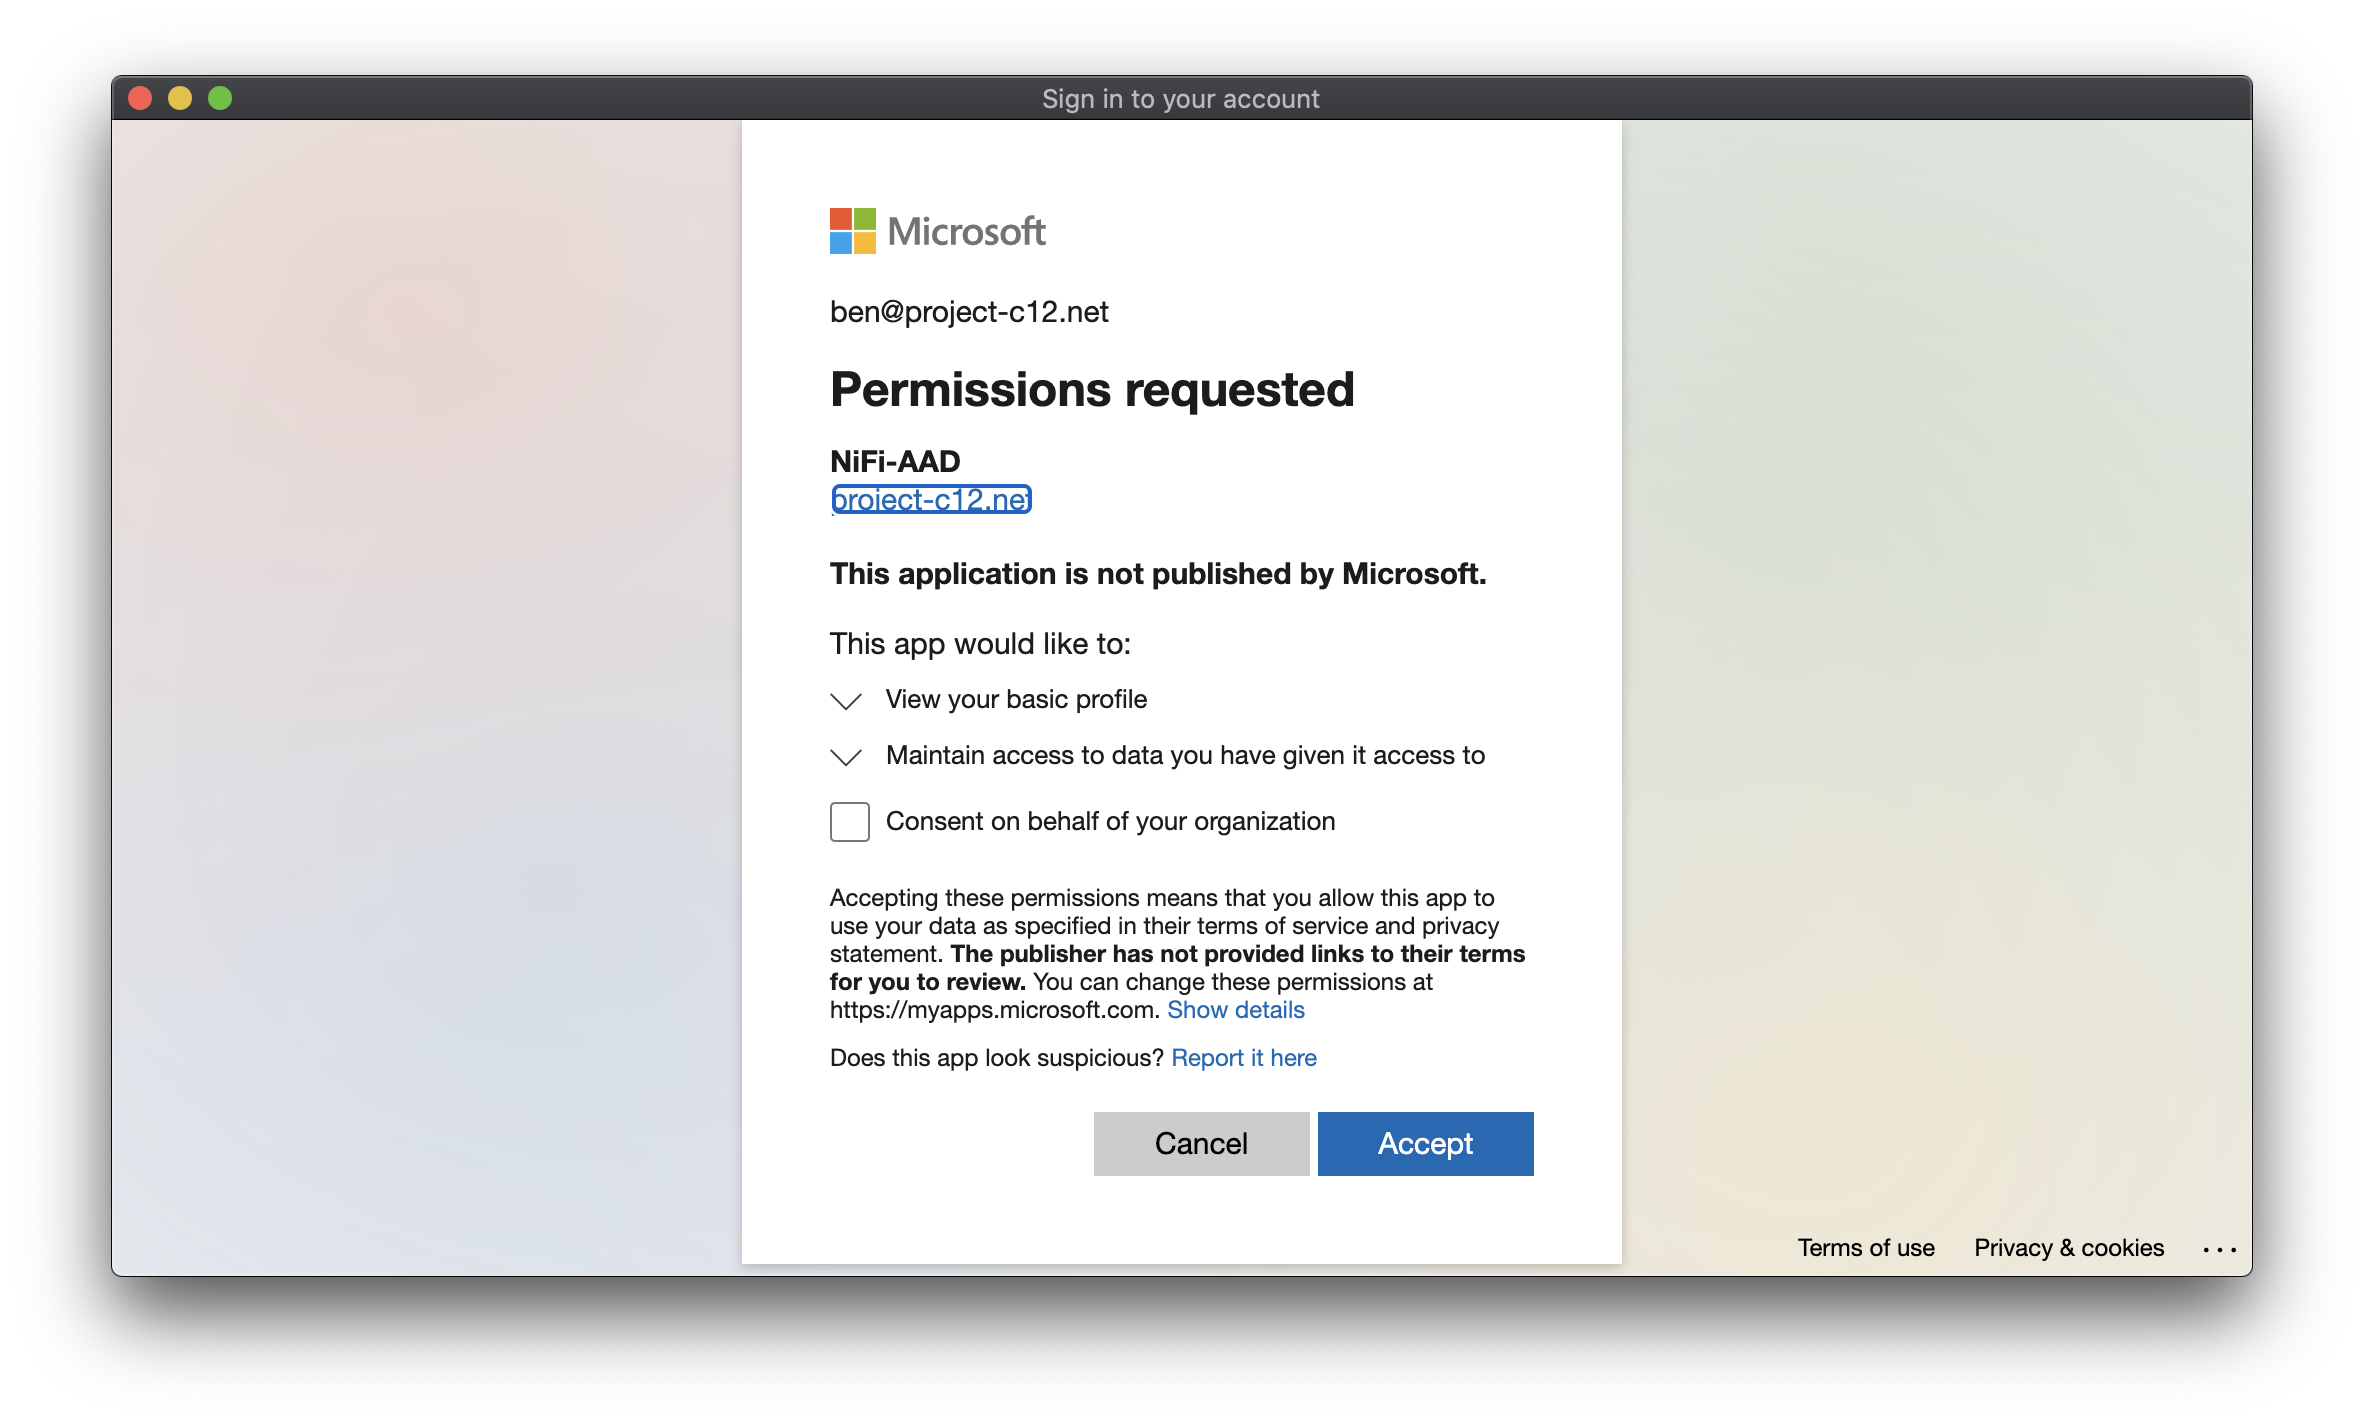 Sign in to your account
Microsoft
ben@project-c12.net
Permissions requested
NiFi-AAD
project-c12.net
This application is not published by Microsoft.
This app would like to:
View your basic profile
Maintain access to data you have given it access to
Consent on behalf of your organization
Accepting these permissions means that you allow this app to
use your data as specified in their terms of service and privacy
statement. The publisher has not provided links to their terms
for you to review. You can change these permissions at
https://myapps.microsoft.com. Show details
Does this app look suspicious? Report it here
Cancel Accept
Terms of use Privacy & cookies ...